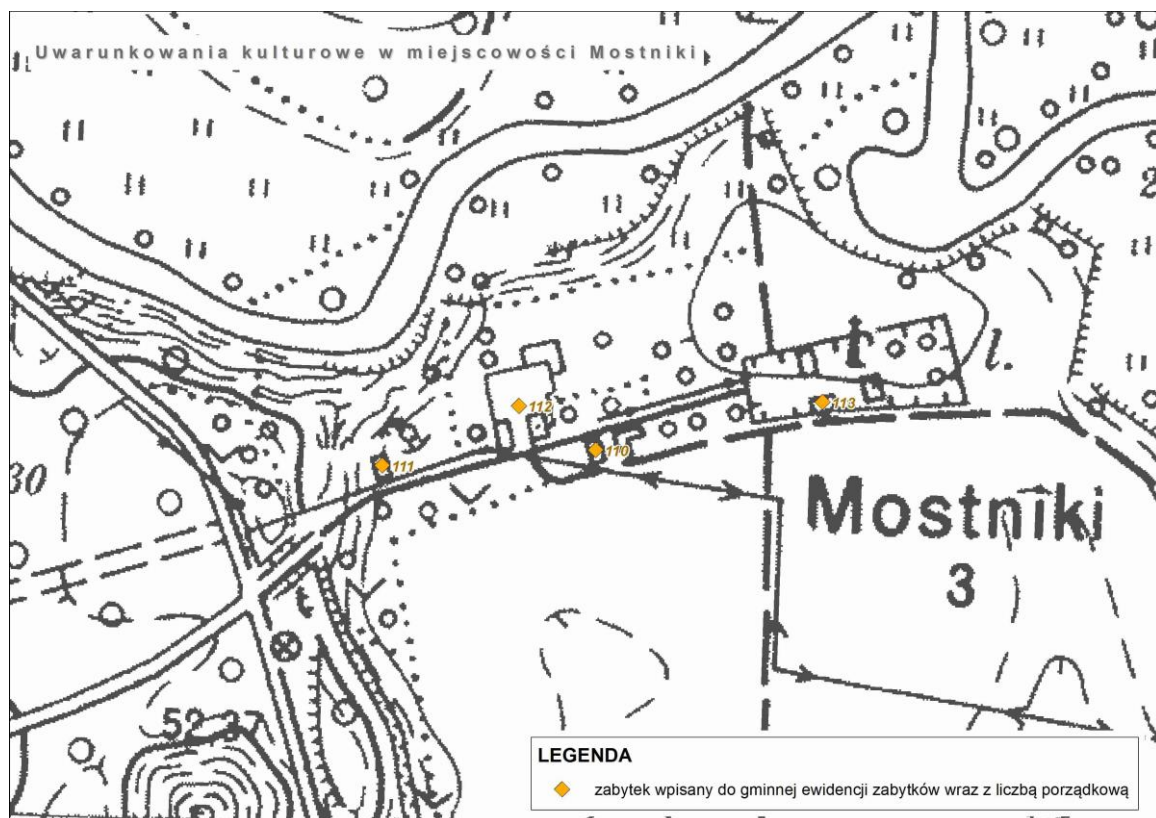 Uwarunkowania kulturowe w miejscowości Mostniki
30
112
113
l.
111
110
Mostniki
3
LEGENDA
zabytek wpisany do gminnej ewidencji zabytków wraz z liczbą porządkową